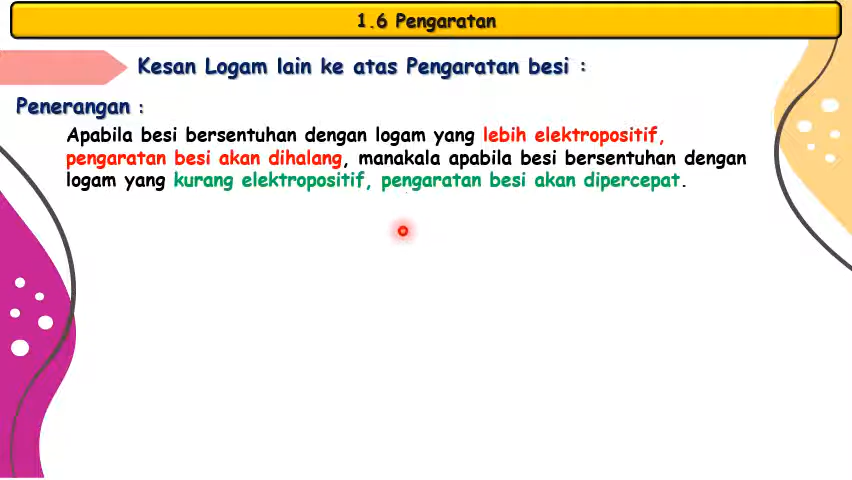 1.6 Pengaratan
Kesan Logam lain ke atas Pengaratan besi :
Penerangan :
Apabila besi bersentuhan dengan logam yang lebih elektropositif,
pengaratan besi akan dihalang, manakala apabila besi bersentuhan dengan
logam yang kurang elektropositif, pengaratan besi akan dipercepat.